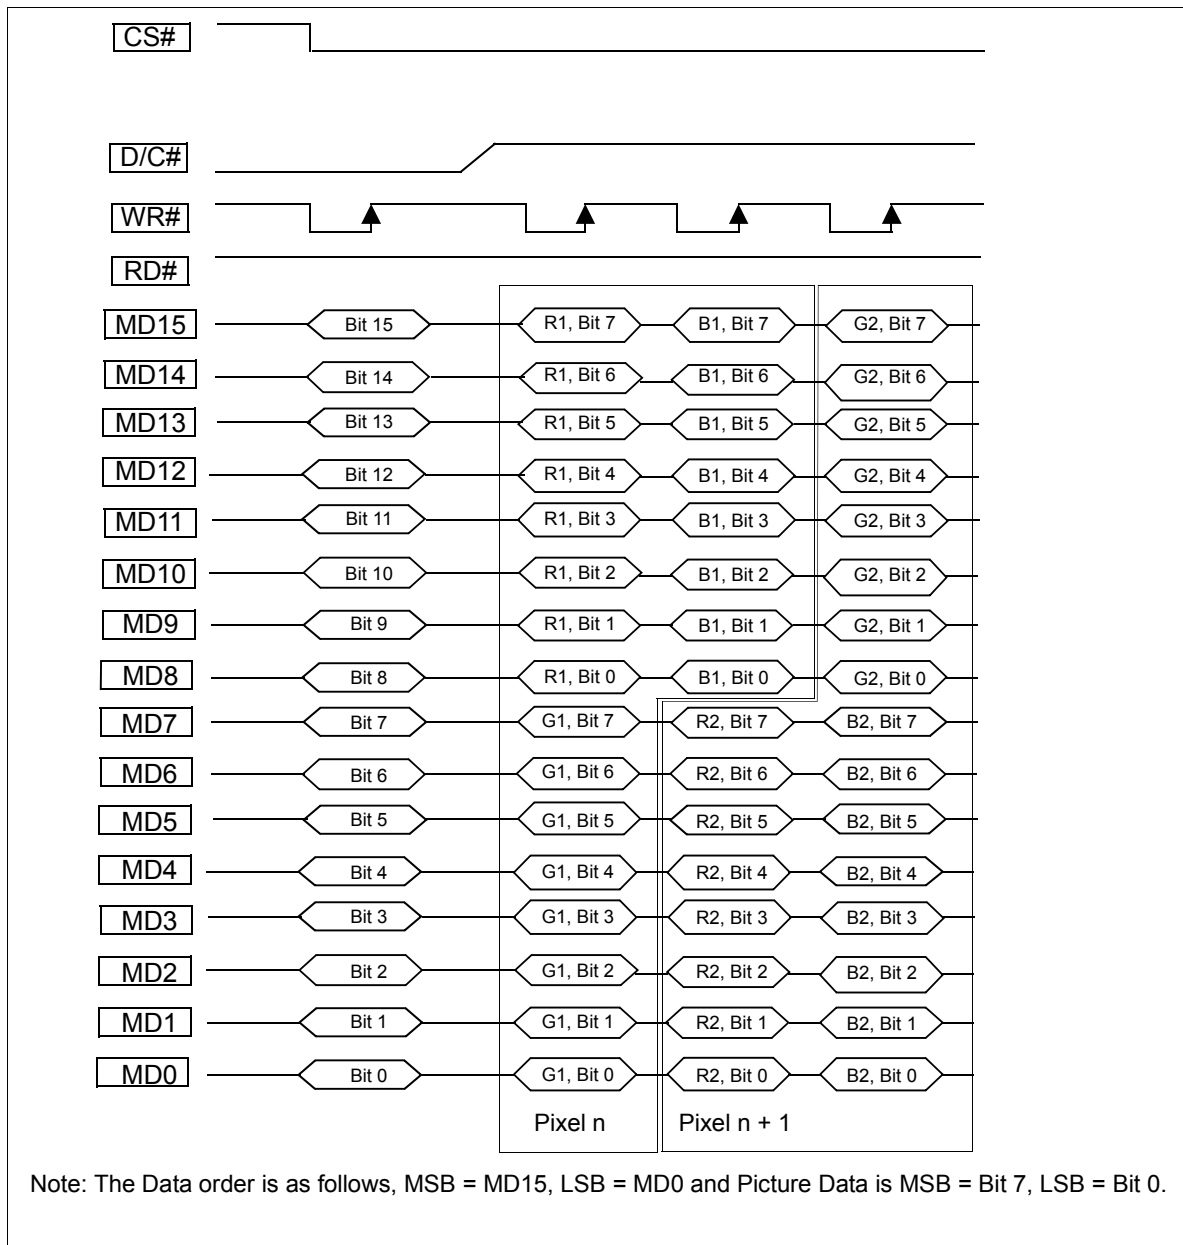 CS#
D/C#
WR#
RD#
MD15 Bit 15 R1, Bit 7 B1, Bit 7 G2, Bit 7
MD14 Bit 14 R1, Bit 6 B1, Bit 6 G2, Bit 6
MD13 Bit 13 R1, Bit 5 B1, Bit 5 G2, Bit 5
MD12 Bit 12 R1, Bit 4 B1, Bit 4 G2, Bit 4
MD11 Bit 11 R1, Bit 3 B1, Bit 3 G2, Bit 3
MD10 Bit 10 R1, Bit 2 B1, Bit 2 G2, Bit 2
MD9 Bit 9 R1, Bit 1 B1, Bit 1 G2, Bit 1
MD8 Bit 8 R1, Bit 0 B1, Bit 0 G2, Bit 0
MD7 Bit 7 G1, Bit 7 R2, Bit 7 B2, Bit 7
MD6 Bit 6 G1, Bit 6 R2, Bit 6 B2, Bit 6
MD5 Bit 5 G1, Bit 5 R2, Bit 5 B2, Bit 5
MD4 Bit 4 G1, Bit 4 R2, Bit 4 B2, Bit 4
MD3 Bit 3 G1, Bit 3 R2, Bit 3 B2, Bit 3
MD2 Bit 2 G1, Bit 2 R2, Bit 2 B2, Bit 2
MD1 Bit 1 G1, Bit 1 R2, Bit 1 B2, Bit 1
MD0 Bit 0 G1, Bit 0 R2, Bit 0 B2, Bit 0
Pixel n Pixel n + 1
Note: The Data order is as follows, MSB = MD15, LSB = MD0 and Picture Data is MSB = Bit 7, LSB = Bit 0.